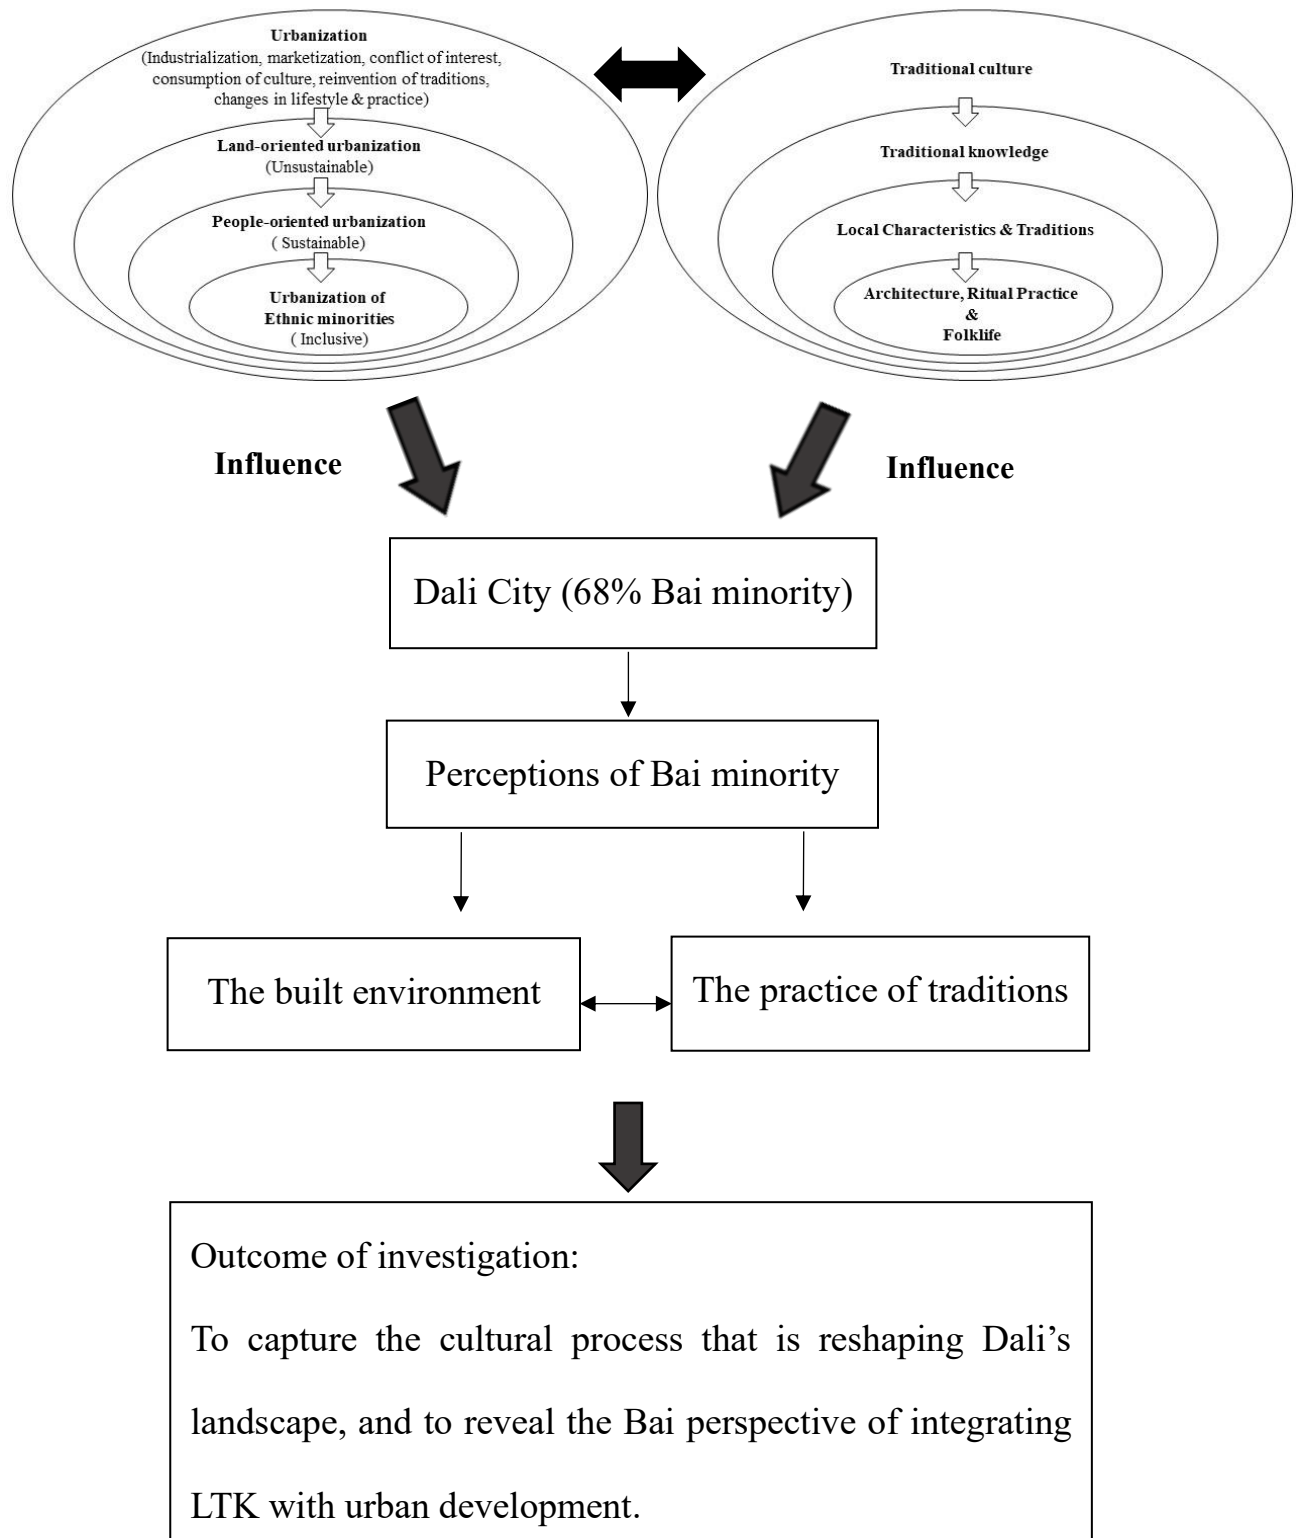 Urbanization
(Industrialization, marketization, conflict of interest,
consumption of culture, reinvention of traditions,
changes in lifestyle & practice)
Land-oriented urbanization
(Unsustainable)
People-oriented urbanization
( Sustainable)
Urbanization of
Ethnic minorities
( Inclusive)
Traditional culture
Traditional knowledge
Local Characteristics & Traditions
Architecture, Ritual Practice
&
Folklife
Influence
Influence
Dali City (68% Bai minority)
Perceptions of Bai minority
The built environment
The practice of traditions
Outcome of investigation:
To capture the cultural process that is reshaping Dali’s
landscape, and to reveal the Bai perspective of integrating
LTK with urban development.